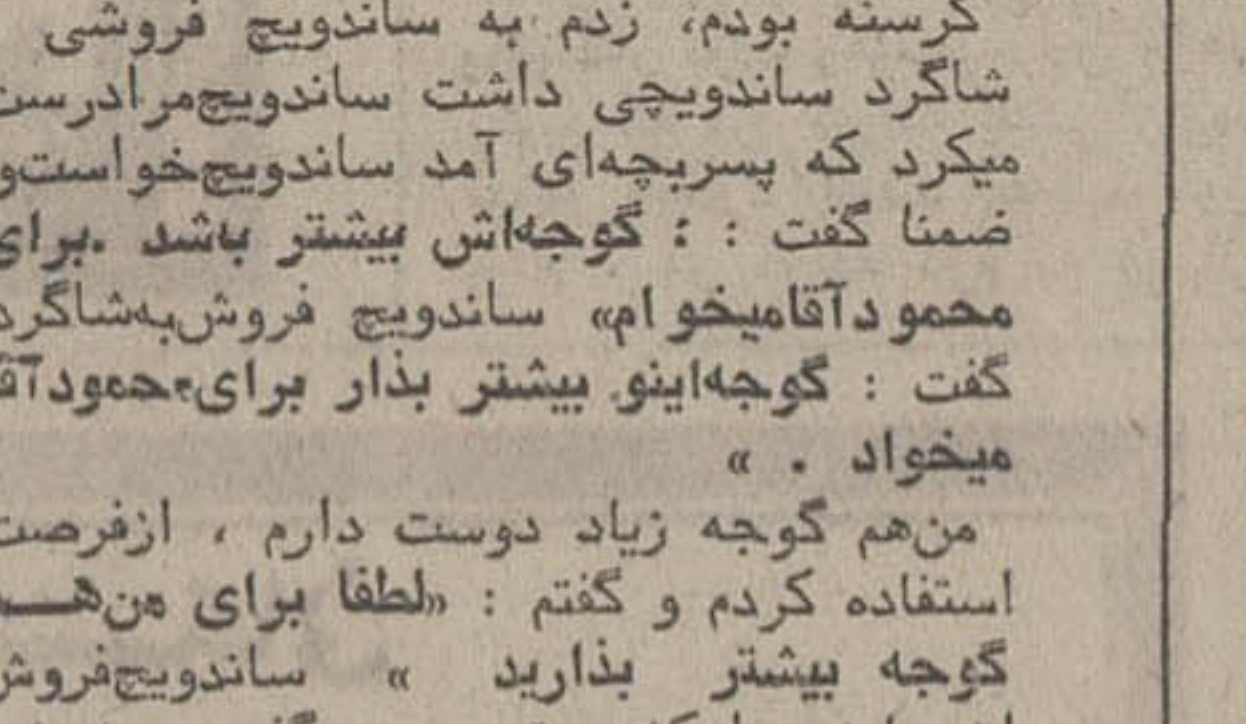 گرسنه بودم، زدم به ساندویچ فروشی
شاگرد ساندویچی داشت ساندویچ‌مرادرست
میکرد که پسربچه‌ای آمد ساندویچ‌خواست‌و
ضمنا گفت : : گوجه‌اش بیشتر باشد .برای
محمودآقامیخوام» ساندویچ فروش‌به‌شاگرد
گفت : گوجه‌اینو بیشتر بذار برای‌محمودآقا
میخواد . »
من‌هم گوجه زیاد دوست دارم ، ازفرصت
استفاده کردم و گفتم : «لطفا برای من‌هــم
گوجه بیشتر بذارید » ساندویچ‌فروش